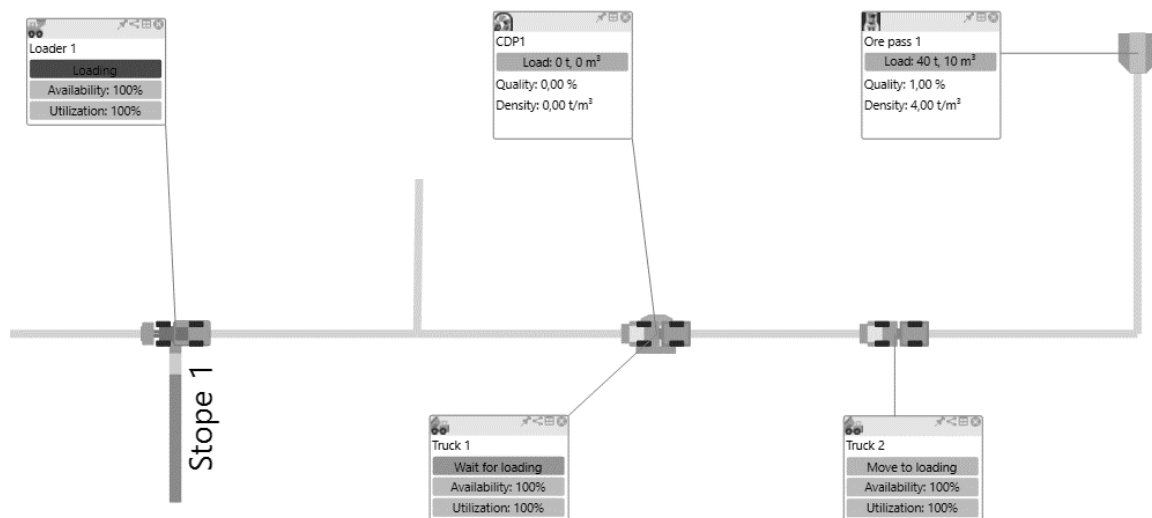 Loader 1
Loading
Availability: 100%
Utilization: 100%
CDP1
Load: 0 t, 0 m³
Quality: 0,00 %
Density: 0,00 t/m³
Ore pass 1
Load: 40 t, 10 m³
Quality: 1,00 %
Density: 4,00 t/m³
Stope 1
Truck 1
Wait for loading
Availability: 100%
Utilization: 100%
Truck 2
Move to loading
Availability: 100%
Utilization: 100%